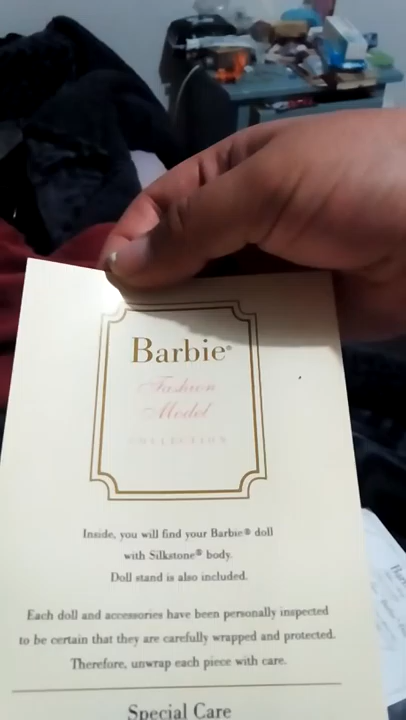 Barbie®
Fashion
Model
COLLECTION
Inside, you will find your Barbie® doll
with Silkstone® body.
Doll stand is also included.
Each doll and accessories have been personally inspected
to be certain that they are carefully wrapped and protected.
Therefore, unwrap each piece with care.
Special Care